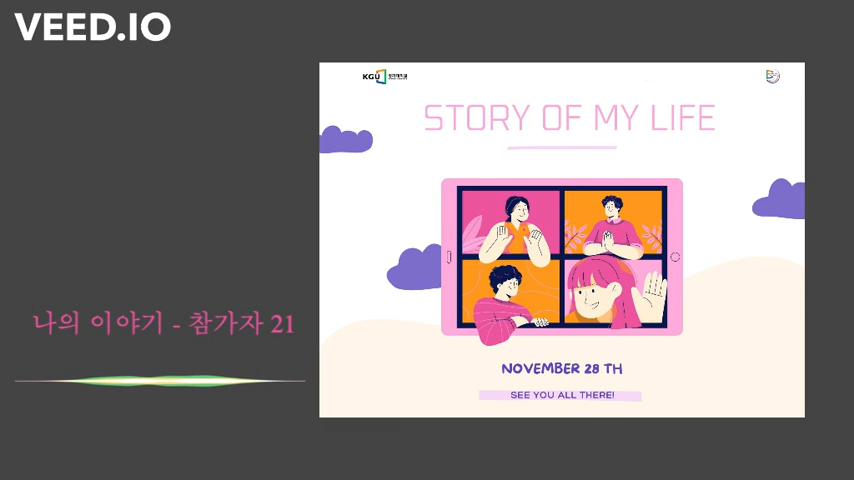 VEED.IO
KGU
STORY OF MY LIFE
나의 이야기 - 참가자 21
NOVEMBER 28 TH
SEE YOU ALL THERE!